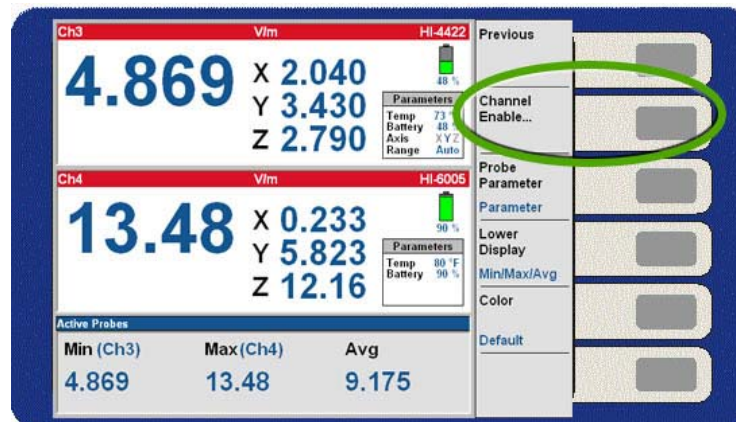 Ch3 V/m HI-4422
4.869
X 2.040
Y 3.430
Z 2.790
48 %
Parameters
Temp 73 °
Battery 48 %
Axis XYZ
Range Auto
Ch4 V/m HI-6005
13.48
X 0.233
Y 5.823
Z 12.16
90 %
Parameters
Temp 80 °F
Battery 90 %
Active Probes
Min (Ch3) Max(Ch4) Avg
4.869 13.48 9.175
Previous
Channel
Enable...
Probe
Parameter
Parameter
Lower
Display
Min/Max/Avg
Color
Default